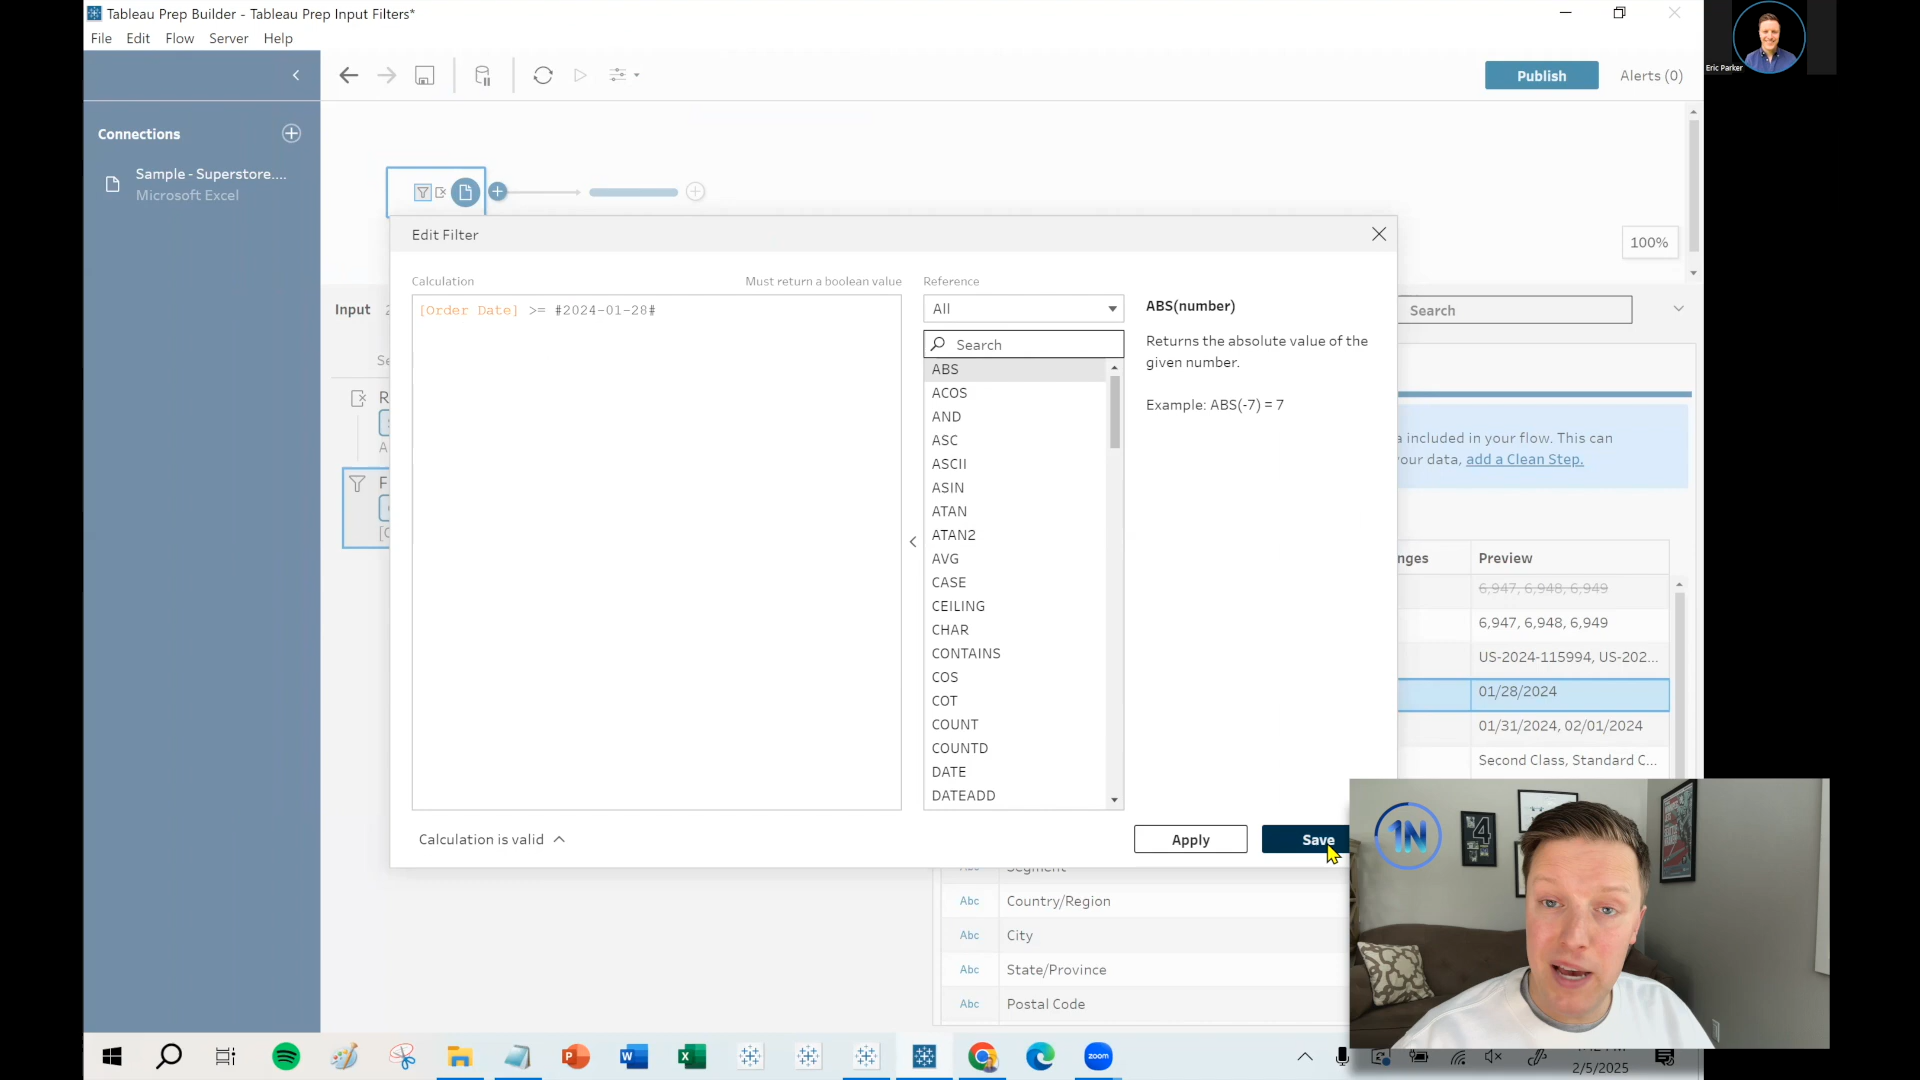 Tableau Prep Builder - Tableau Prep Input Filters*
File Edit Flow Server Help
Eric Parker
Publish
Alerts (0)
Connections
Sample - Superstore....
Microsoft Excel
100%
Edit Filter
Calculation
Must return a boolean value
Reference
[Order Date] >= #2024-01-28#
All
Search
ABS
ACOS
AND
ASC
ASCII
ASIN
ATAN
ATAN2
AVG
CASE
CEILING
CHAR
CONTAINS
COS
COT
COUNT
COUNTD
DATE
DATEADD
ABS(number)
Returns the absolute value of the
given number.
Example: ABS(-7) = 7
Calculation is valid
Apply
Save
Input
Search
included in your flow. This can
our data, add a Clean Step.
nges
Preview
6,947, 6,948, 6,949
6,947, 6,948, 6,949
US-2024-115994, US-202...
01/28/2024
01/31/2024, 02/01/2024
Second Class, Standard C...
Segment
Abc Country/Region
Abc City
Abc State/Province
Abc Postal Code
1N
4
zoom
2/5/2025